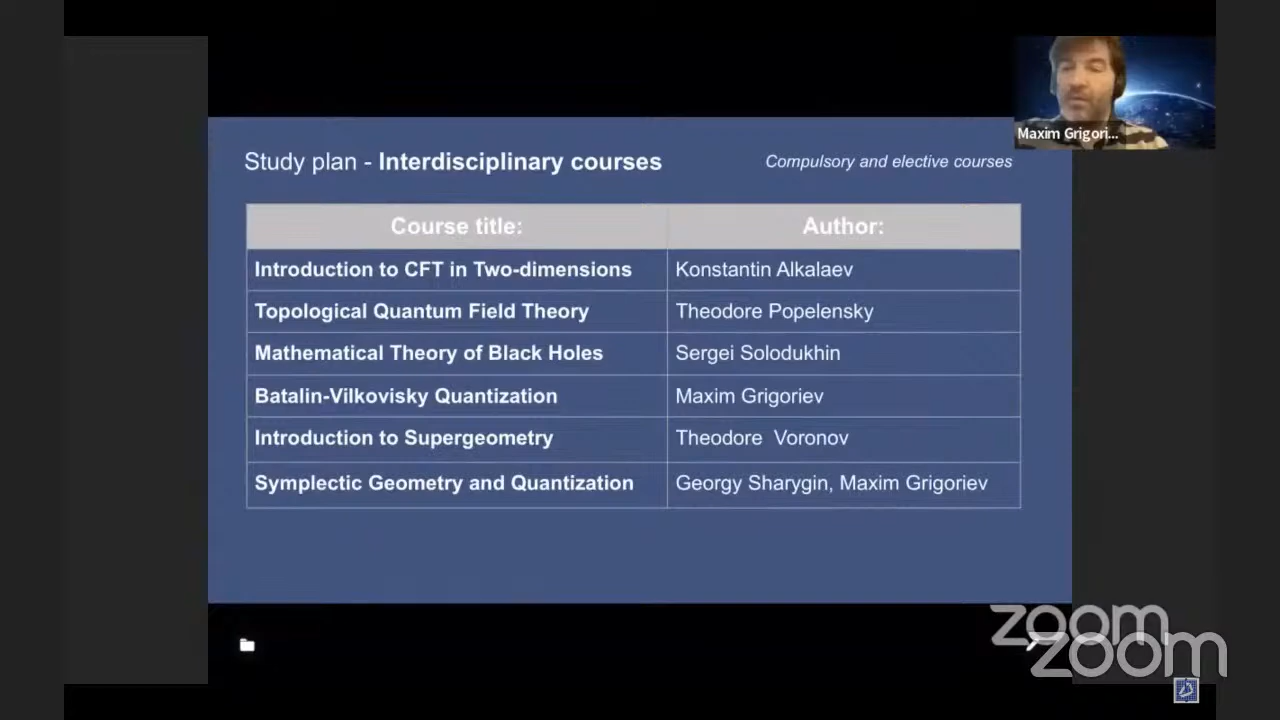 Maxim Grigori...
Study plan - Interdisciplinary courses
Compulsory and elective courses
Course title:
Author:
Introduction to CFT in Two-dimensions
Konstantin Alkalaev
Topological Quantum Field Theory
Theodore Popelensky
Mathematical Theory of Black Holes
Sergei Solodukhin
Batalin-Vilkovisky Quantization
Maxim Grigoriev
Introduction to Supergeometry
Theodore Voronov
Symplectic Geometry and Quantization
Georgy Sharygin, Maxim Grigoriev
zoom
zoom